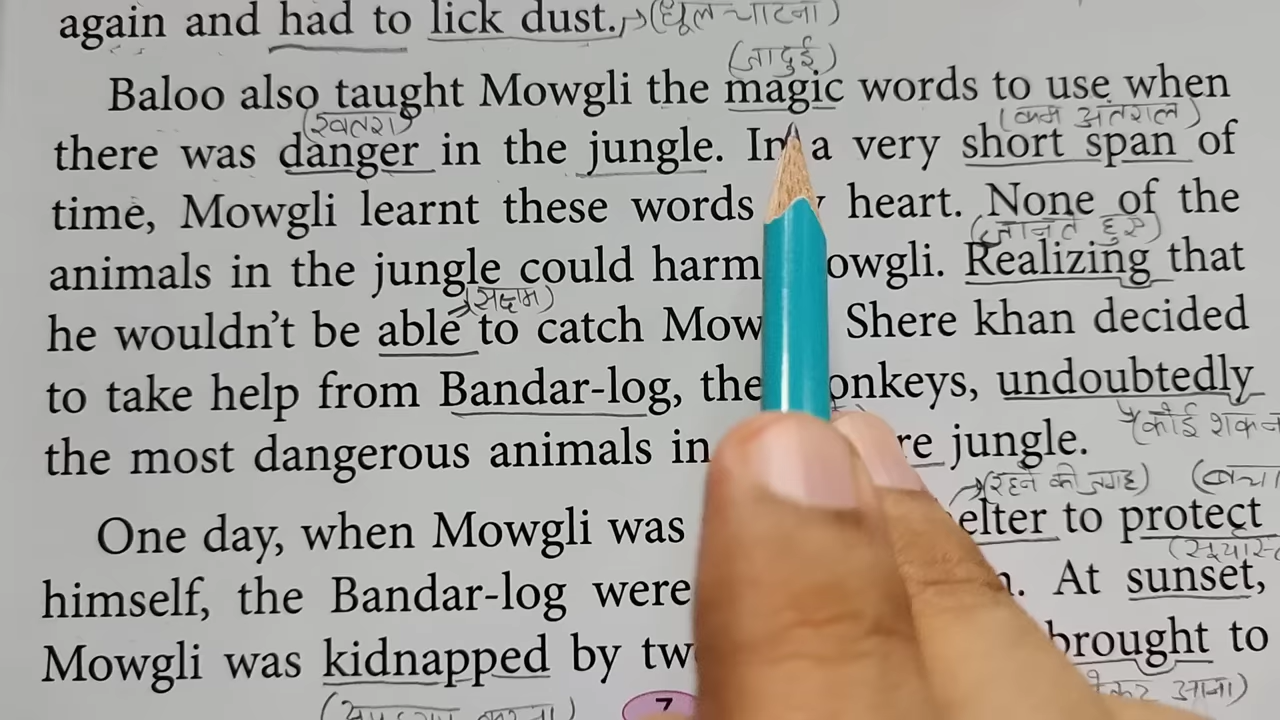 again and had to lick dust. → (धूल चाटना)
(जादुई)
Baloo also taught Mowgli the magic words to use when
(खतरा) (कम अंतराल)
there was danger in the jungle. In a very short span of
time, Mowgli learnt these words heart. None of the
(जानते हुए)
animals in the jungle could harm owgli. Realizing that
(सक्षम)
he wouldn't be able to catch Mow Shere khan decided
to take help from Bandar-log, the onkeys, undoubtedly
(कोई शक न
the most dangerous animals in re jungle.
(रहने की जगह) (बचा
One day, when Mowgli was elter to protect
(सूर्यास्त
himself, the Bandar-log were At sunset,
Mowgli was kidnapped by tw brought to
कर आना)
7